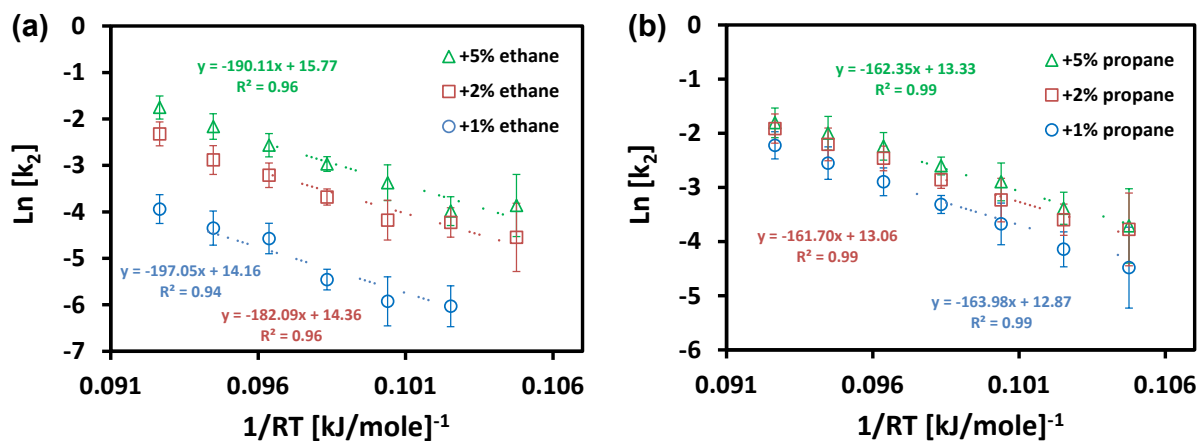 (a)
0
-1
-2
-3
-4
-5
-6
-7
Ln [k₂]
0.091
0.096
0.101
0.106
1/RT [kJ/mole]⁻¹
+5% ethane
+2% ethane
+1% ethane
y = -190.11x + 15.77
R² = 0.96
y = -197.05x + 14.16
R² = 0.94
y = -182.09x + 14.36
R² = 0.96
(b)
0
-1
-2
-3
-4
-5
-6
Ln [k₂]
0.091
0.096
0.101
0.106
1/RT [kJ/mole]⁻¹
+5% propane
+2% propane
+1% propane
y = -162.35x + 13.33
R² = 0.99
y = -161.70x + 13.06
R² = 0.99
y = -163.98x + 12.87
R² = 0.99